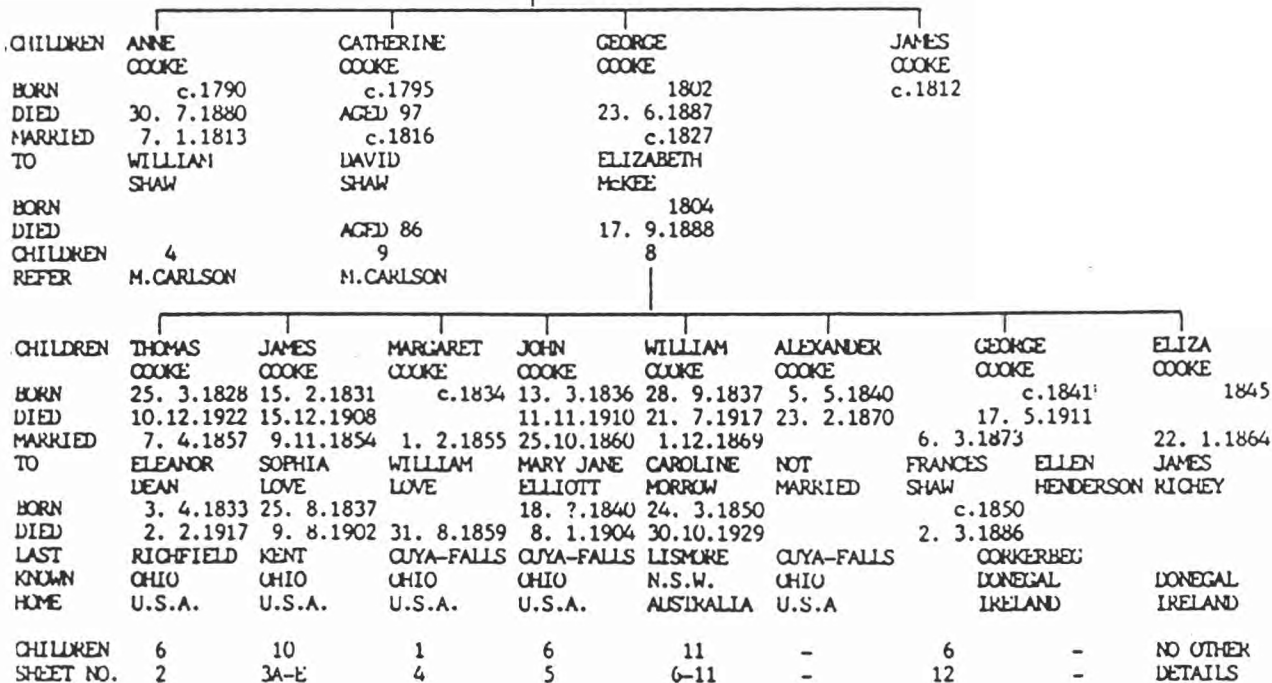 CHILDREN ANNE CATHERINE GEORGE JAMES
COOKE COOKE COOKE COOKE
BORN c.1790 c.1795 1802 c.1812
DIED 30. 7.1880 AGED 97 23. 6.1887
MARRIED 7. 1.1813 c.1816 c.1827
TO WILLIAM DAVID ELIZABETH
SHAW SHAW McKEE
BORN 1804
DIED AGED 86 17. 9.1888
CHILDREN 4 9 8
REFER M.CARLSON M.CARLSON
CHILDREN THOMAS JAMES MARGARET JOHN WILLIAM ALEXANDER GEORGE ELIZA
COOKE COOKE COOKE COOKE COOKE COOKE COOKE COOKE
BORN 25. 3.1828 15. 2.1831 c.1834 13. 3.1836 28. 9.1837 5. 5.1840 c.1841 1845
DIED 10.12.1922 15.12.1908 11.11.1910 21. 7.1917 23. 2.1870 17. 5.1911
MARRIED 7. 4.1857 9.11.1854 1. 2.1855 25.10.1860 1.12.1869 6. 3.1873 22. 1.1864
TO ELEANOR SOPHIA WILLIAM MARY JANE CAROLINE NOT FRANCES ELLEN JAMES
DEAN LOVE LOVE ELLIOTT MORROW MARRIED SHAW HENDERSON RICHEY
BORN 3. 4.1833 25. 8.1837 18. ?.1840 24. 3.1850 c.1850
DIED 2. 2.1917 9. 8.1902 31. 8.1859 8. 1.1904 30.10.1929 2. 3.1886
LAST RICHFIELD KENT CUYA-FALLS CUYA-FALLS LISMORE CUYA-FALLS CORKERBEG
KNOWN OHIO OHIO OHIO OHIO N.S.W. OHIO DONEGAL DONEGAL
HOME U.S.A. U.S.A. U.S.A. U.S.A. AUSTRALIA U.S.A IRELAND IRELAND
CHILDREN 6 10 1 6 11 - 6 - NO OTHER
SHEET NO. 2 3A-E 4 5 6-11 - 12 - DETAILS